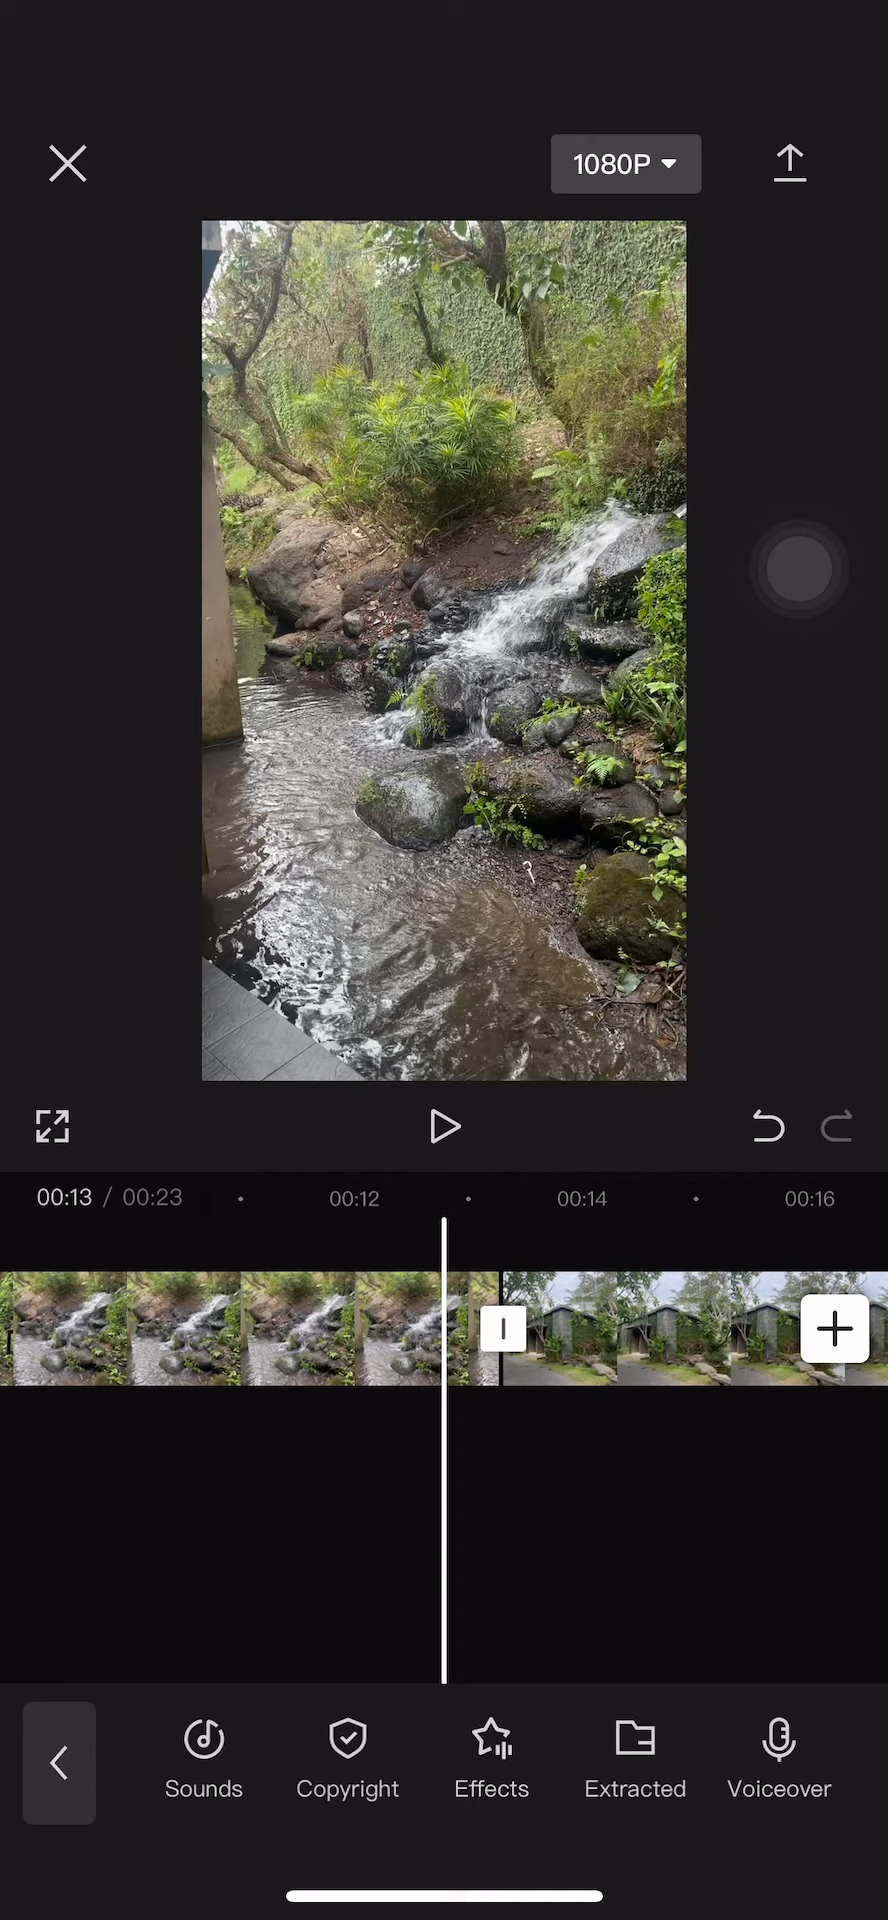 1080P
00:13 / 00:23
00:12
00:14
00:16
Sounds
Copyright
Effects
Extracted
Voiceover